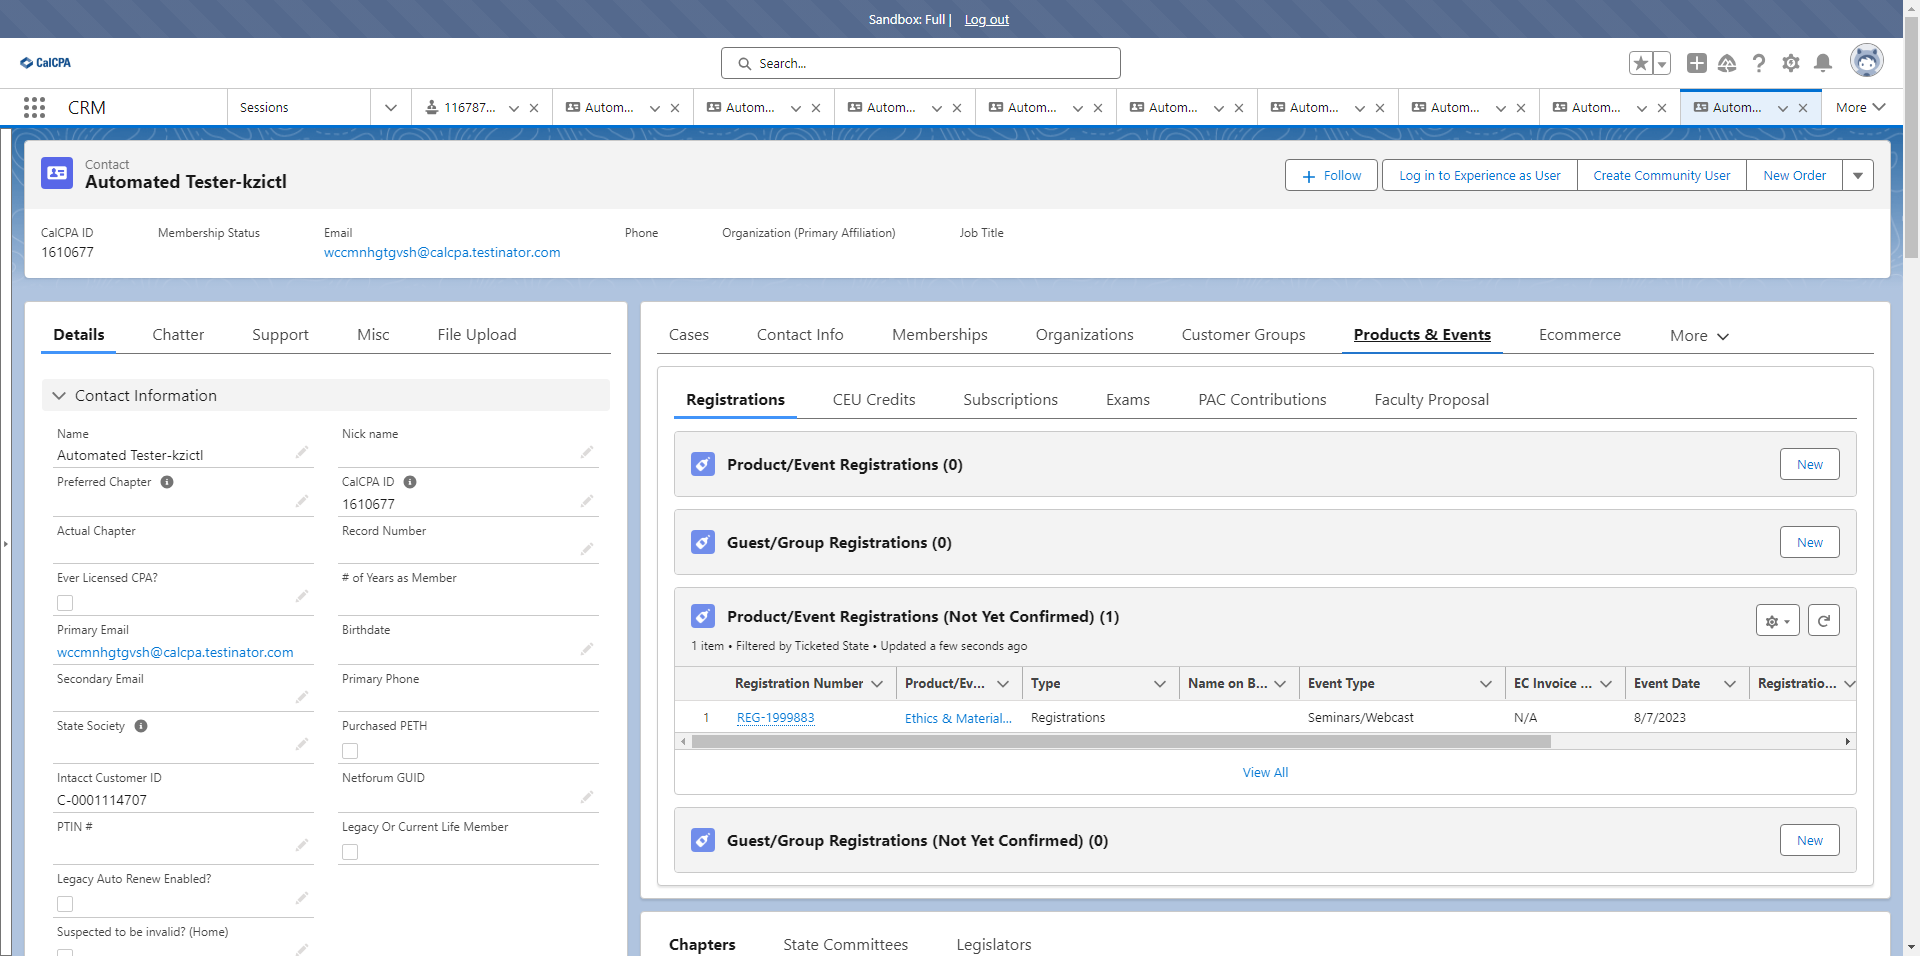 Sandbox: Full | Log out
CalCPA
Search...
CRM
Sessions
116787...
Autom...
Autom...
Autom...
Autom...
Autom...
Autom...
Autom...
Autom...
Autom...
More
Contact
Automated Tester-kzictl
Follow
Log in to Experience as User
Create Community User
New Order
CalCPA ID
1610677
Membership Status
Email
wccmnhgtgvsh@calcpa.testinator.com
Phone
Organization (Primary Affiliation)
Job Title
Details
Chatter
Support
Misc
File Upload
Contact Information
Name
Automated Tester-kzictl
Nick name
Preferred Chapter
CalCPA ID
1610677
Actual Chapter
Record Number
Ever Licensed CPA?
# of Years as Member
Primary Email
wccmnhgtgvsh@calcpa.testinator.com
Birthdate
Secondary Email
Primary Phone
State Society
Purchased PETH
Intacct Customer ID
C-0001114707
Netforum GUID
PTIN #
Legacy Or Current Life Member
Legacy Auto Renew Enabled?
Suspected to be invalid? (Home)
Cases
Contact Info
Memberships
Organizations
Customer Groups
Products & Events
Ecommerce
More
Registrations
CEU Credits
Subscriptions
Exams
PAC Contributions
Faculty Proposal
Product/Event Registrations (0)
New
Guest/Group Registrations (0)
New
Product/Event Registrations (Not Yet Confirmed) (1)
1 item • Filtered by Ticketed State • Updated a few seconds ago
Registration Number
Product/Ev...
Type
Name on B...
Event Type
EC Invoice ...
Event Date
Registratio...
1
REG-1999883
Ethics & Material...
Registrations
Seminars/Webcast
N/A
8/7/2023
View All
Guest/Group Registrations (Not Yet Confirmed) (0)
New
Chapters
State Committees
Legislators